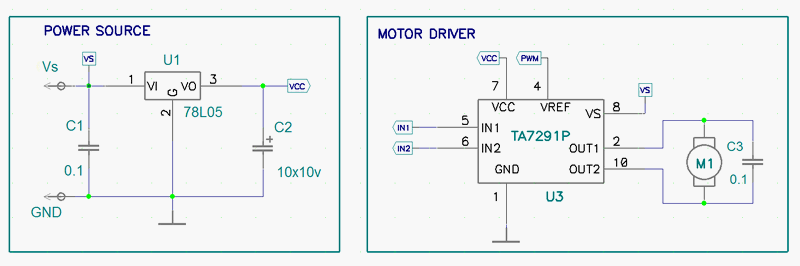 POWER SOURCE
VS
U1
Vs
1
VI
VO
3
VCC
G
2
78L05
C1
C2
+
0.1
10x10v
GND
MOTOR DRIVER
VCC
PWM
7
4
VS
VCC
VREF
VS
8
IN1
5
IN1
TA7291P
IN2
6
IN2
OUT1
2
GND
OUT2
10
M1
C3
0.1
1
U3